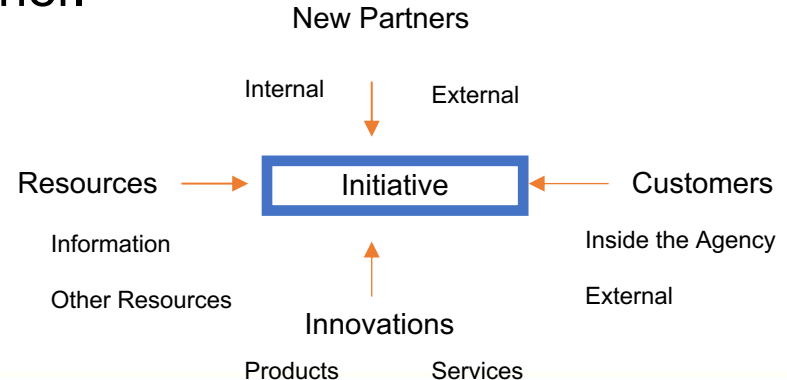 New Partners
Internal External
Resources Initiative Customers
Information Inside the Agency
Other Resources External
Innovations
Products Services